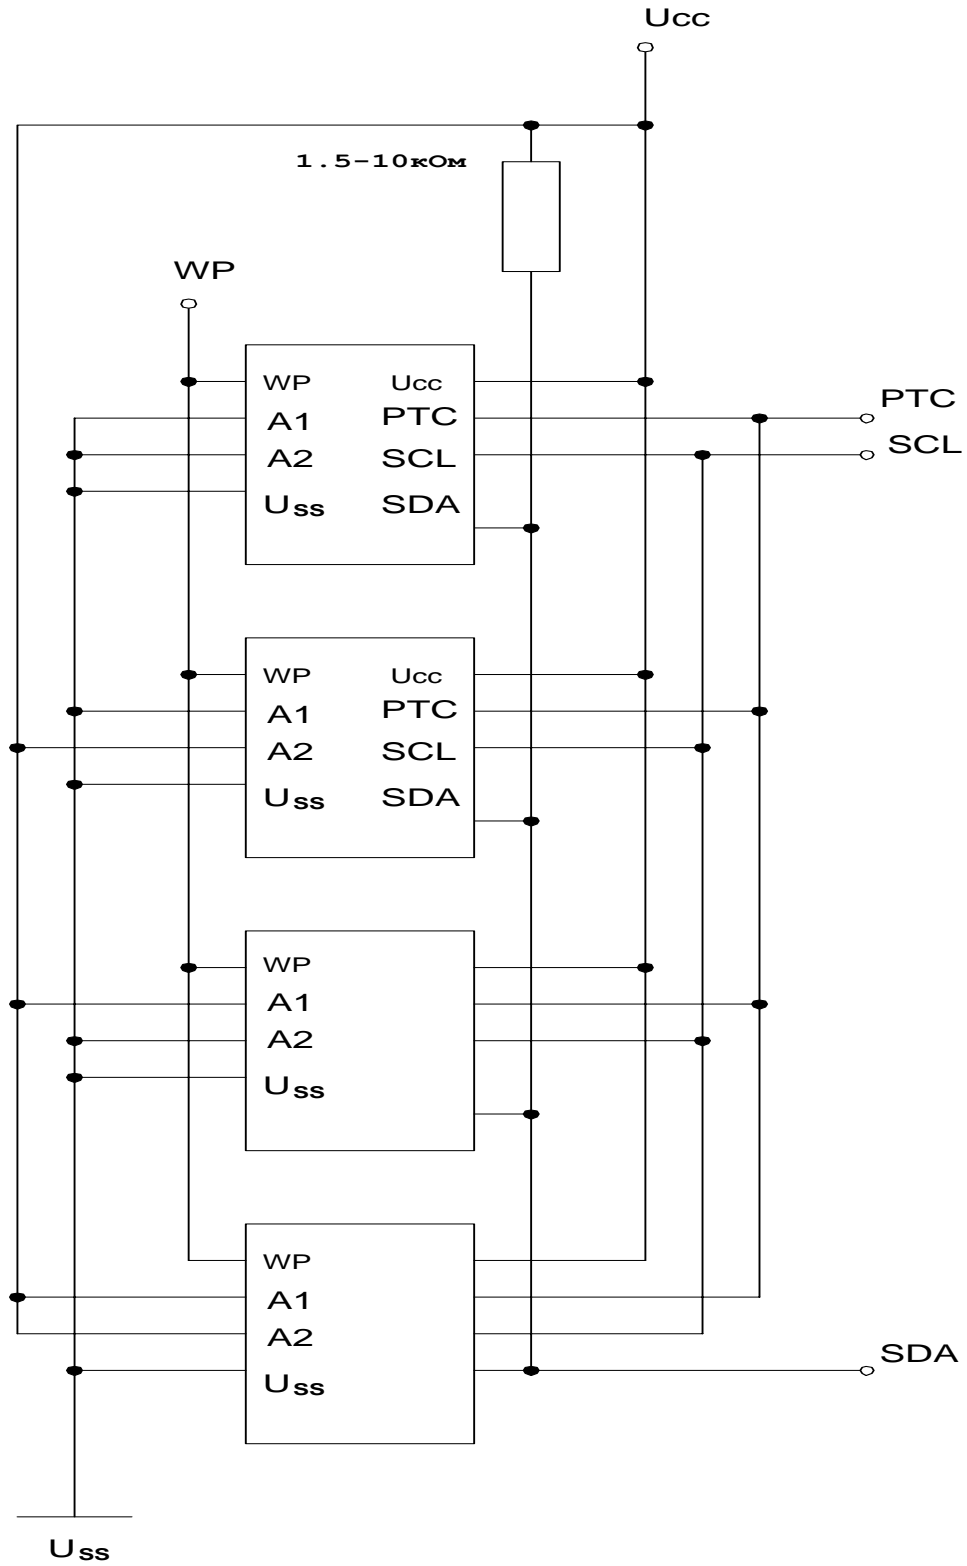 Ucc
1.5-10кОм
WP
WP Ucc
A1 PTC
A2 SCL
Uss SDA
PTC
SCL
WP Ucc
A1 PTC
A2 SCL
Uss SDA
WP
A1
A2
Uss
WP
A1
A2
Uss
SDA
Uss